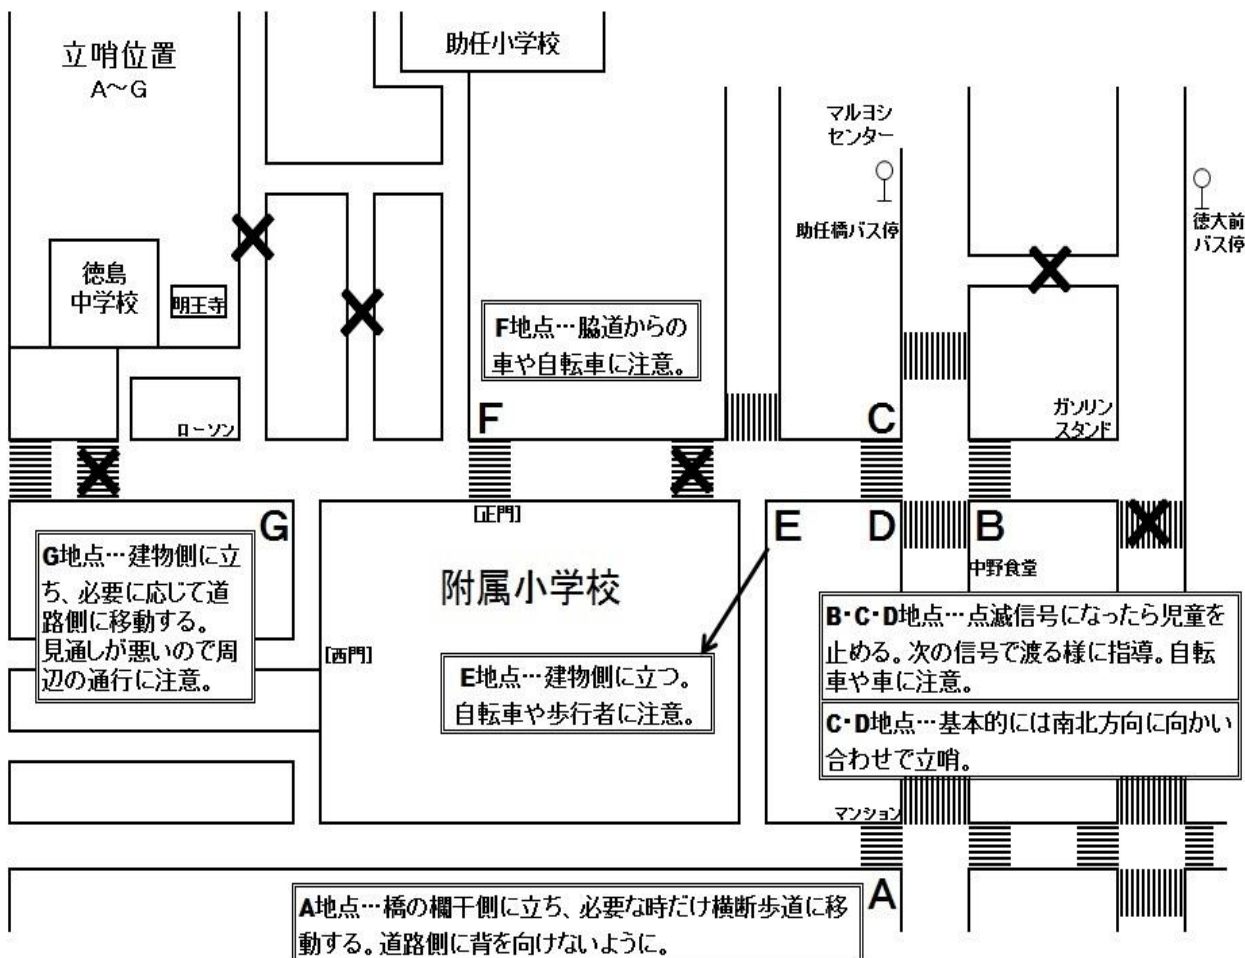 立哨位置
A～G
助任小学校
マルヨシ
センター
助任橋バス停
徳大前
バス停
徳島
中学校
明王寺
F地点…脇道からの
車や自転車に注意。
ローソン
F
C
ガソリン
スタンド
G
[正門]
E
D
B
中野食堂
G地点…建物側に立
ち、必要に応じて道
路側に移動する。
見通しが悪いので周
辺の通行に注意。
附属小学校
[西門]
E地点…建物側に立つ。
自転車や歩行者に注意。
B・C・D地点…点滅信号になったら児童を
止める。次の信号で渡る様に指導。自転
車や車に注意。
C・D地点…基本的には南北方向に向かい
合わせで立哨。
マンション
A
A地点…橋の欄干側に立ち、必要な時だけ横断歩道に移
動する。道路側に背を向けないように。